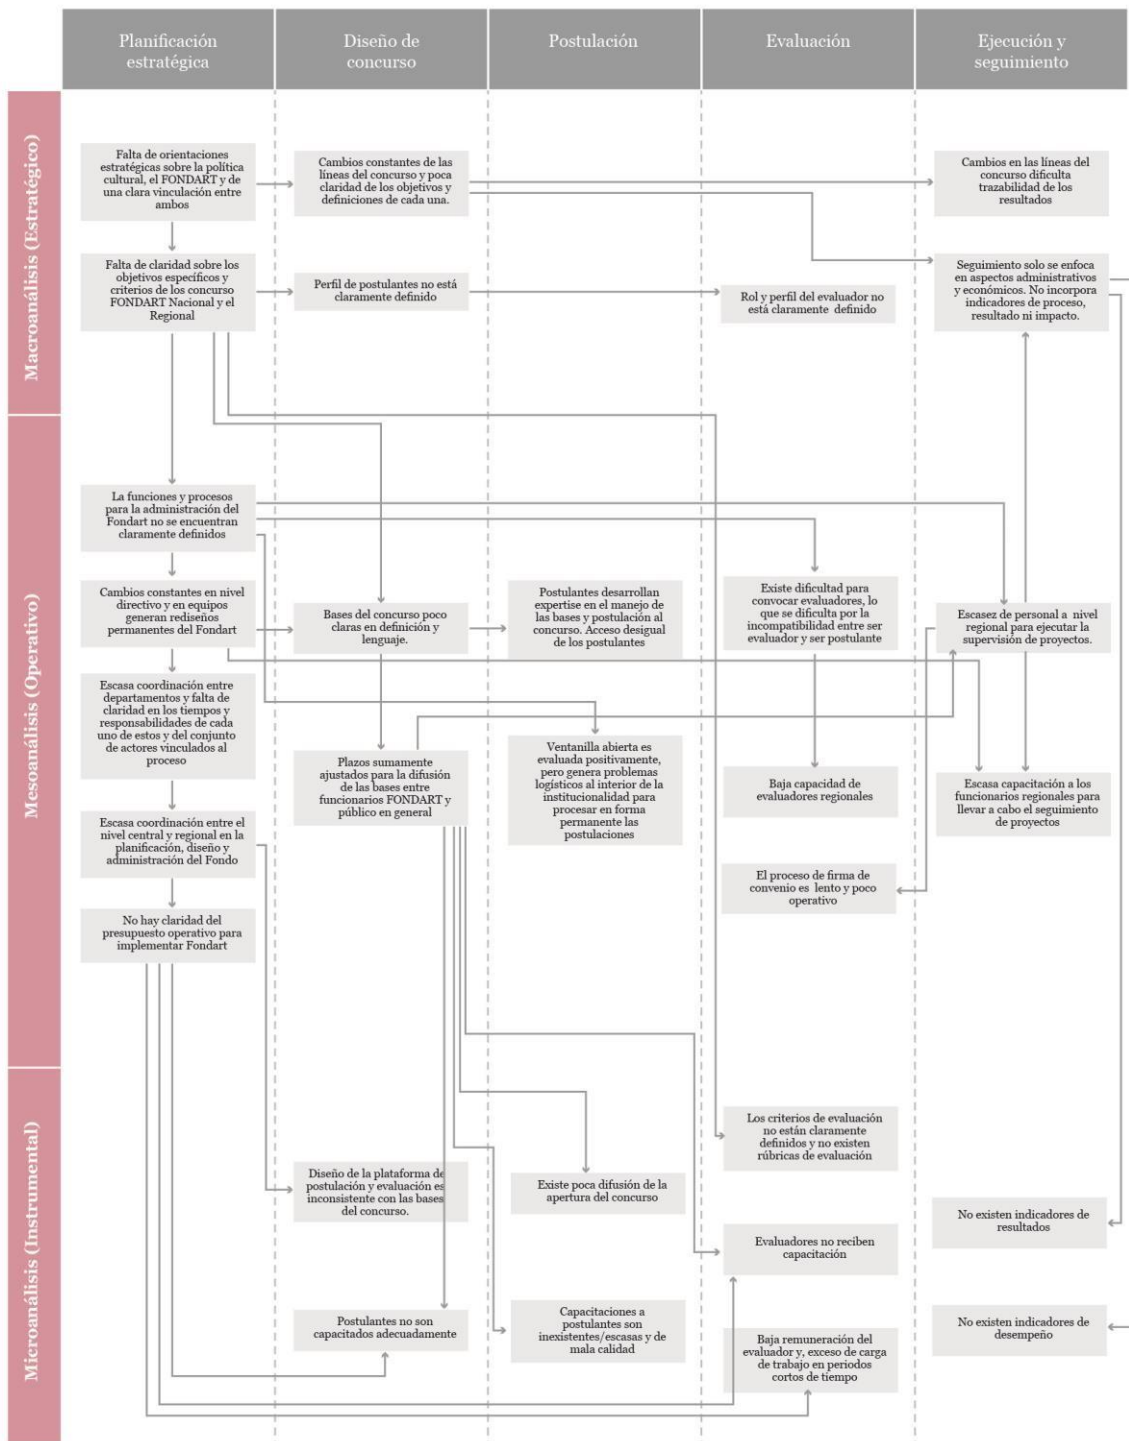 Planificación
estratégica
Diseño de
concurso
Postulación
Evaluación
Ejecución y
seguimiento
Macroanálisis (Estratégico)
Falta de orientaciones
estratégicas sobre la política
cultural, el FONDART y de
una clara vinculación entre
ambos
Cambios constantes de las
líneas del concurso y poca
claridad de los objetivos y
definiciones de cada una.
Cambios en las líneas del
concurso dificulta
trazabilidad de los
resultados
Falta de claridad sobre los
objetivos específicos y
criterios de los concurso
FONDART Nacional y el
Regional
Perfil de postulantes no está
claramente definido
Rol y perfil del evaluador no
está claramente definido
Seguimiento solo se enfoca
en aspectos administrativos
y económicos. No incorpora
indicadores de proceso,
resultado ni impacto.
Mesoanálisis (Operativo)
La funciones y procesos
para la administración del
Fondart no se encuentran
claramente definidos
Cambios constantes en nivel
directivo y en equipos
generan rediseños
permanentes del Fondart
Bases del concurso poco
claras en definición y
lenguaje.
Postulantes desarrollan
expertise en el manejo de
las bases y postulación al
concurso. Acceso desigual
de los postulantes
Existe dificultad para
convocar evaluadores, lo
que se dificulta por la
incompatibilidad entre ser
evaluador y ser postulante
Escasez de personal a nivel
regional para ejecutar la
supervisión de proyectos.
Escasa coordinación entre
departamentos y falta de
claridad en los tiempos y
responsabilidades de cada
uno de estos y del conjunto
de actores vinculados al
proceso
Plazos sumamente
ajustados para la difusión
de las bases entre
funcionarios FONDART y
público en general
Ventanilla abierta es
evaluada positivamente,
pero genera problemas
logísticos al interior de la
institucionalidad para
procesar en forma
permanente las
postulaciones
Baja capacidad de
evaluadores regionales
Escasa capacitación a los
funcionarios regionales para
llevar a cabo el seguimiento
de proyectos
Escasa coordinación entre el
nivel central y regional en la
planificación, diseño y
administración del Fondo
El proceso de firma de
convenio es lento y poco
operativo
No hay claridad del
presupuesto operativo para
implementar Fondart
Microanálisis (Instrumental)
Los criterios de evaluación
no están claramente
definidos y no existen
rúbricas de evaluación
Diseño de la plataforma de
postulación y evaluación es
inconsistente con las bases
del concurso.
Existe poca difusión de la
apertura del concurso
No existen indicadores de
resultados
Evaluadores no reciben
capacitación
Postulantes no son
capacitados adecuadamente
Capacitaciones a
postulantes son
inexistentes/escasas y de
mala calidad
Baja remuneración del
evaluador y, exceso de carga
de trabajo en periodos
cortos de tiempo
No existen indicadores de
desempeño